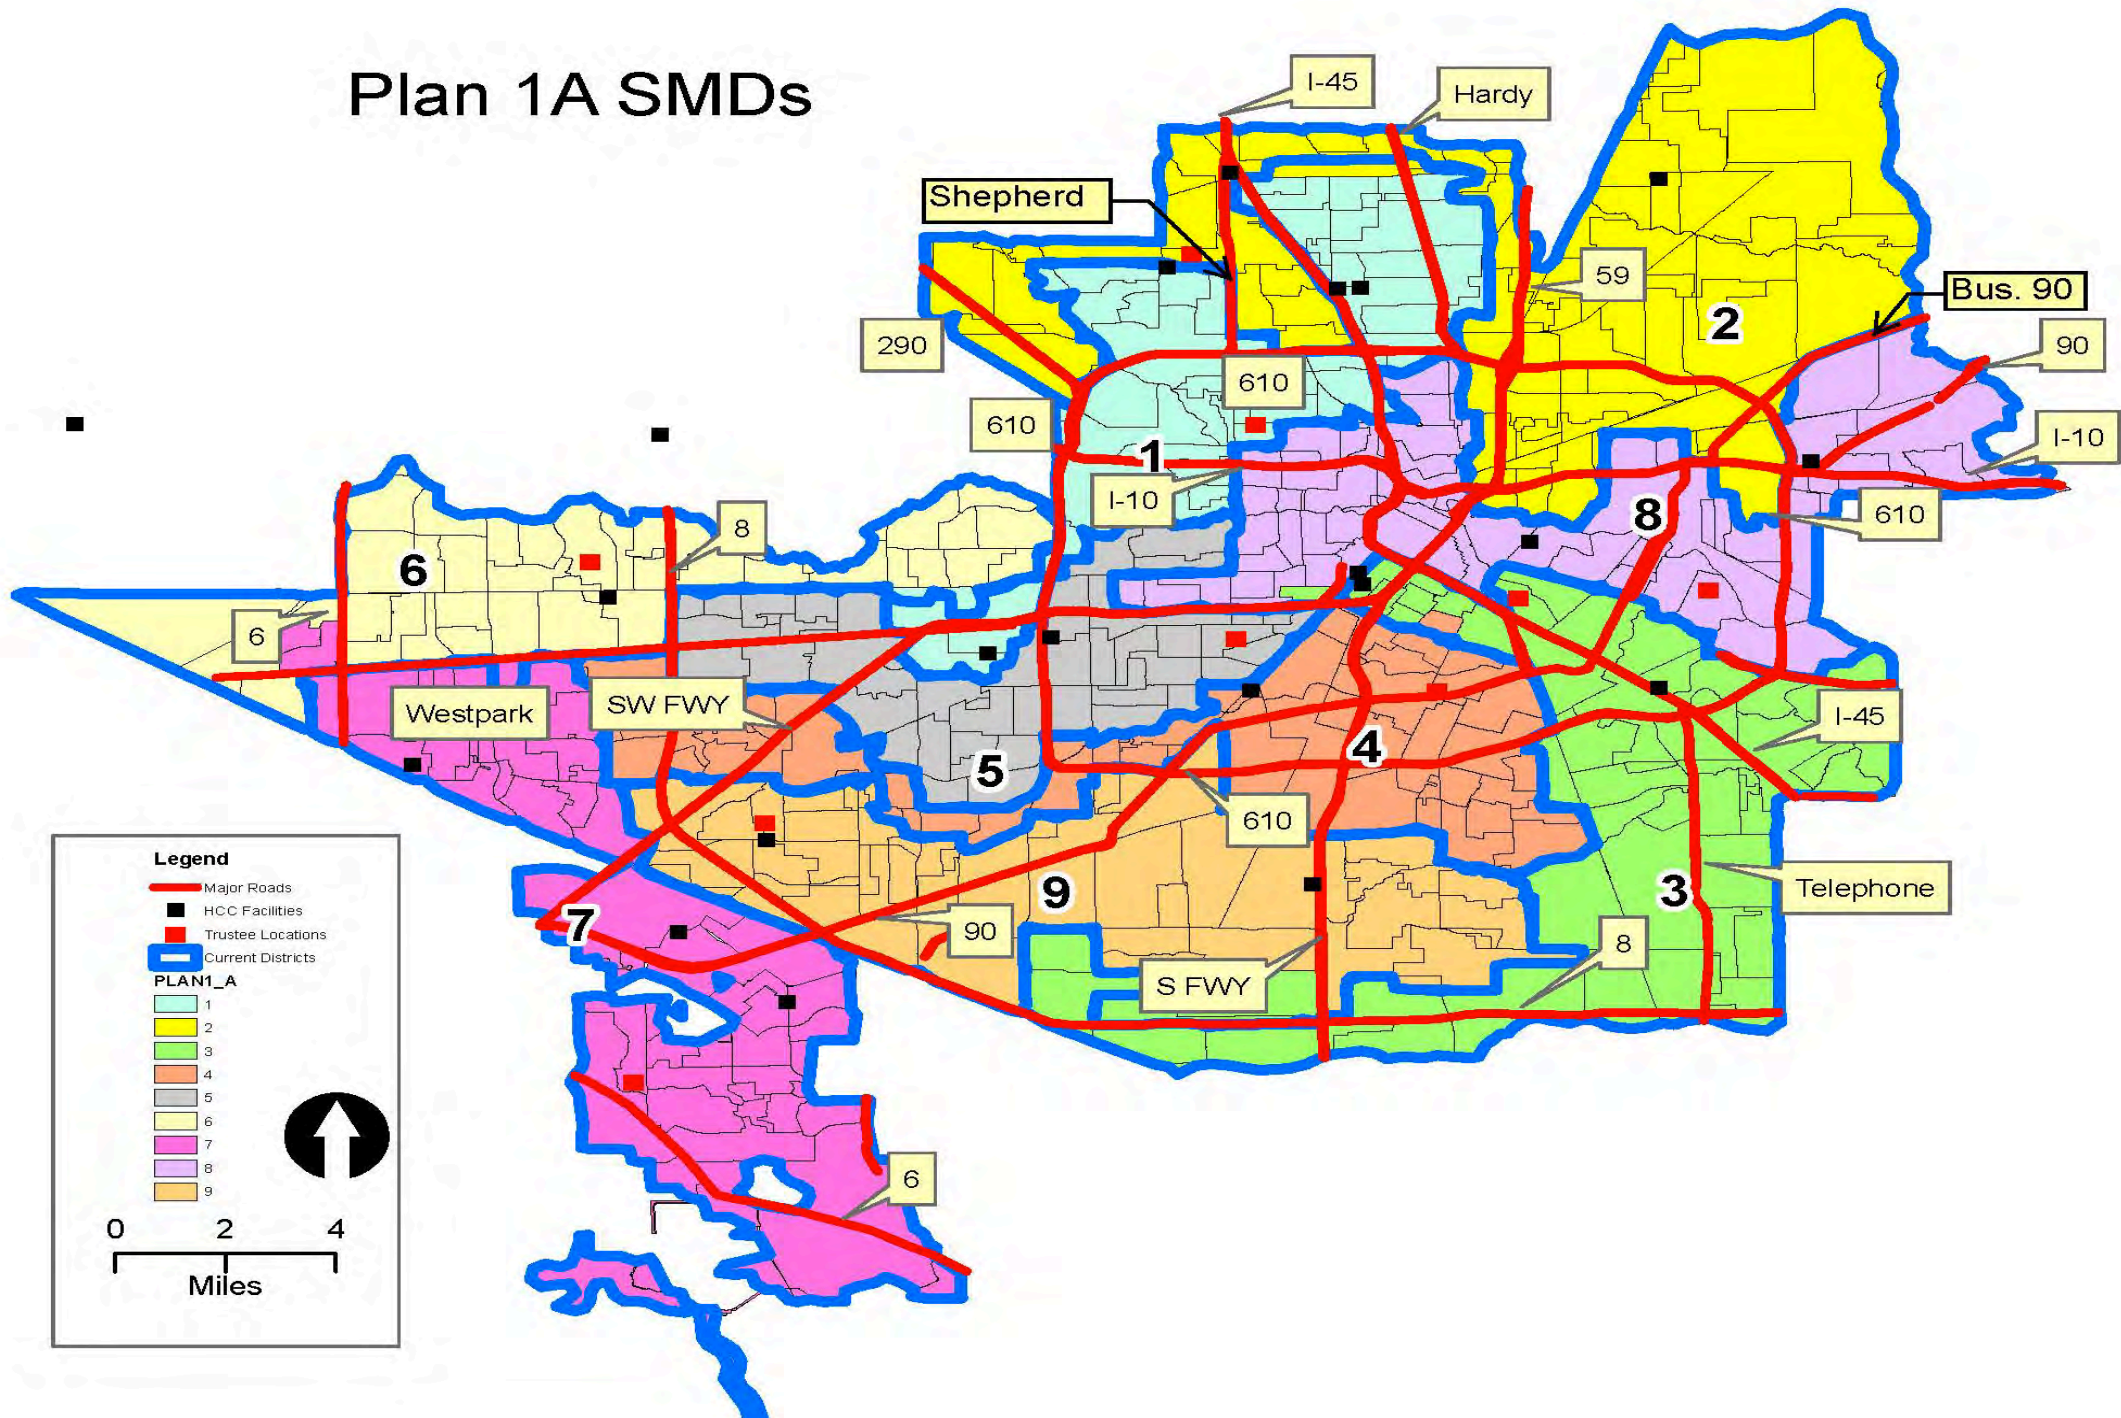 Plan 1A SMDs
I-45
Hardy
Shepherd
59
Bus. 90
290
90
2
610
610
I-10
1
I-10
8
610
8
6
6
Westpark
SW FWY
I-45
4
5
610
9
3
Telephone
7
90
8
S FWY
6
Legend
Major Roads
HCC Facilities
Trustee Locations
Current Districts
PLAN1_A
1
2
3
4
5
6
7
8
9
0 2 4
Miles